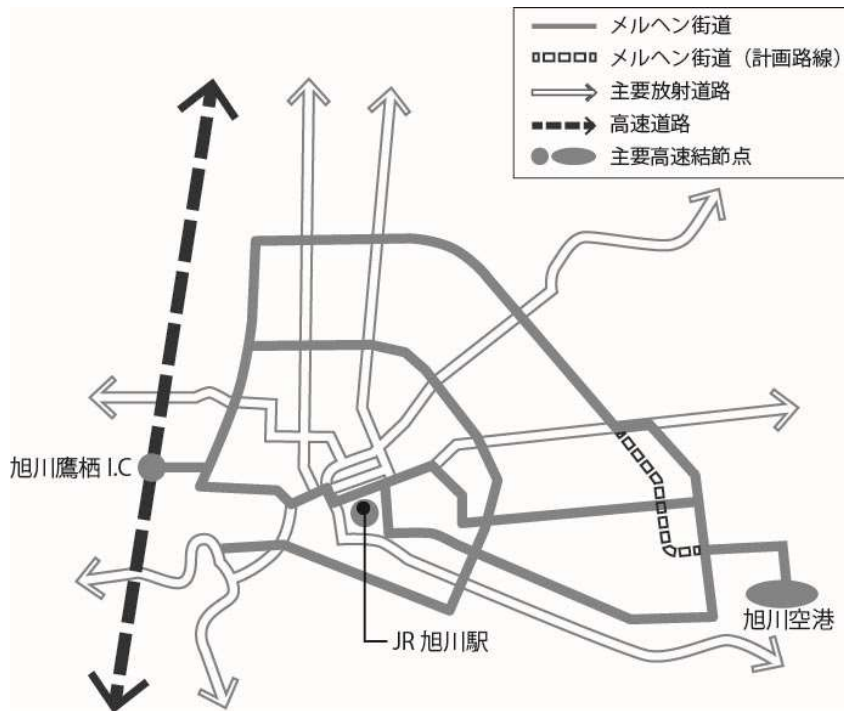 メルヘン街道
メルヘン街道（計画路線）
主要放射道路
高速道路
主要高速結節点
旭川鷹栖 I.C
旭川空港
JR 旭川駅